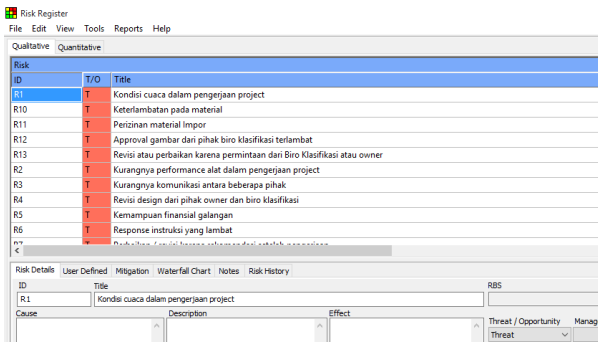 Risk Register
File Edit View Tools Reports Help
Qualitative Quantitative
Risk
ID T/O Title
R1 T Kondisi cuaca dalam pengerjaan project
R10 T Keterlambatan pada material
R11 T Perizinan material Impor
R12 T Approval gambar dari pihak biro klasifikasi terlambat
R13 T Revisi atau perbaikan karena permintaan dari Biro Klasifikasi atau owner
R2 T Kurangnya performance alat dalam pengerjaan project
R3 T Kurangnya komunikasi antara beberapa pihak
R4 T Revisi design dari pihak owner dan biro klasifikasi
R5 T Kemampuan finansial galangan
R6 T Response instruksi yang lambat
Risk Details User Defined Mitigation Waterfall Chart Notes Risk History
ID Title RBS
R1 Kondisi cuaca dalam pengerjaan project
Cause Description Effect
Threat / Opportunity Manag
Threat